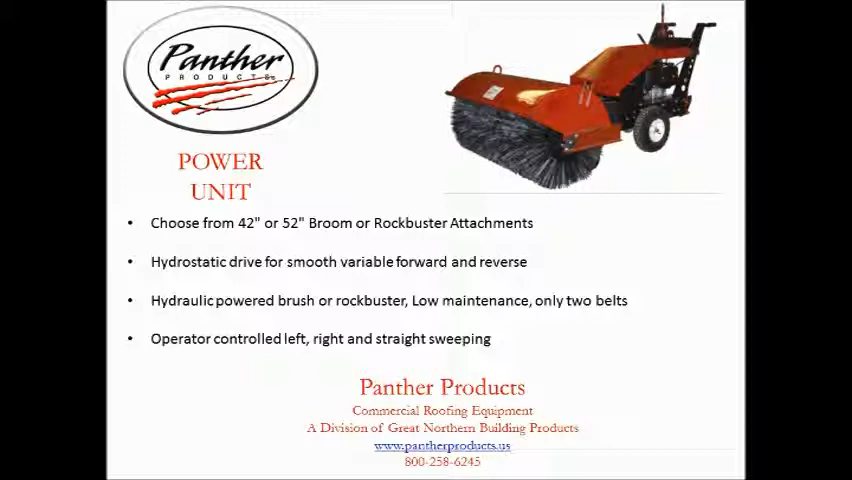 Panther
PRODUCTS
POWER
UNIT
• Choose from 42" or 52" Broom or Rockbuster Attachments
• Hydrostatic drive for smooth variable forward and reverse
• Hydraulic powered brush or rockbuster, Low maintenance, only two belts
• Operator controlled left, right and straight sweeping
Panther Products
Commercial Roofing Equipment
A Division of Great Northern Building Products
www.pantherproducts.us
800-258-6245